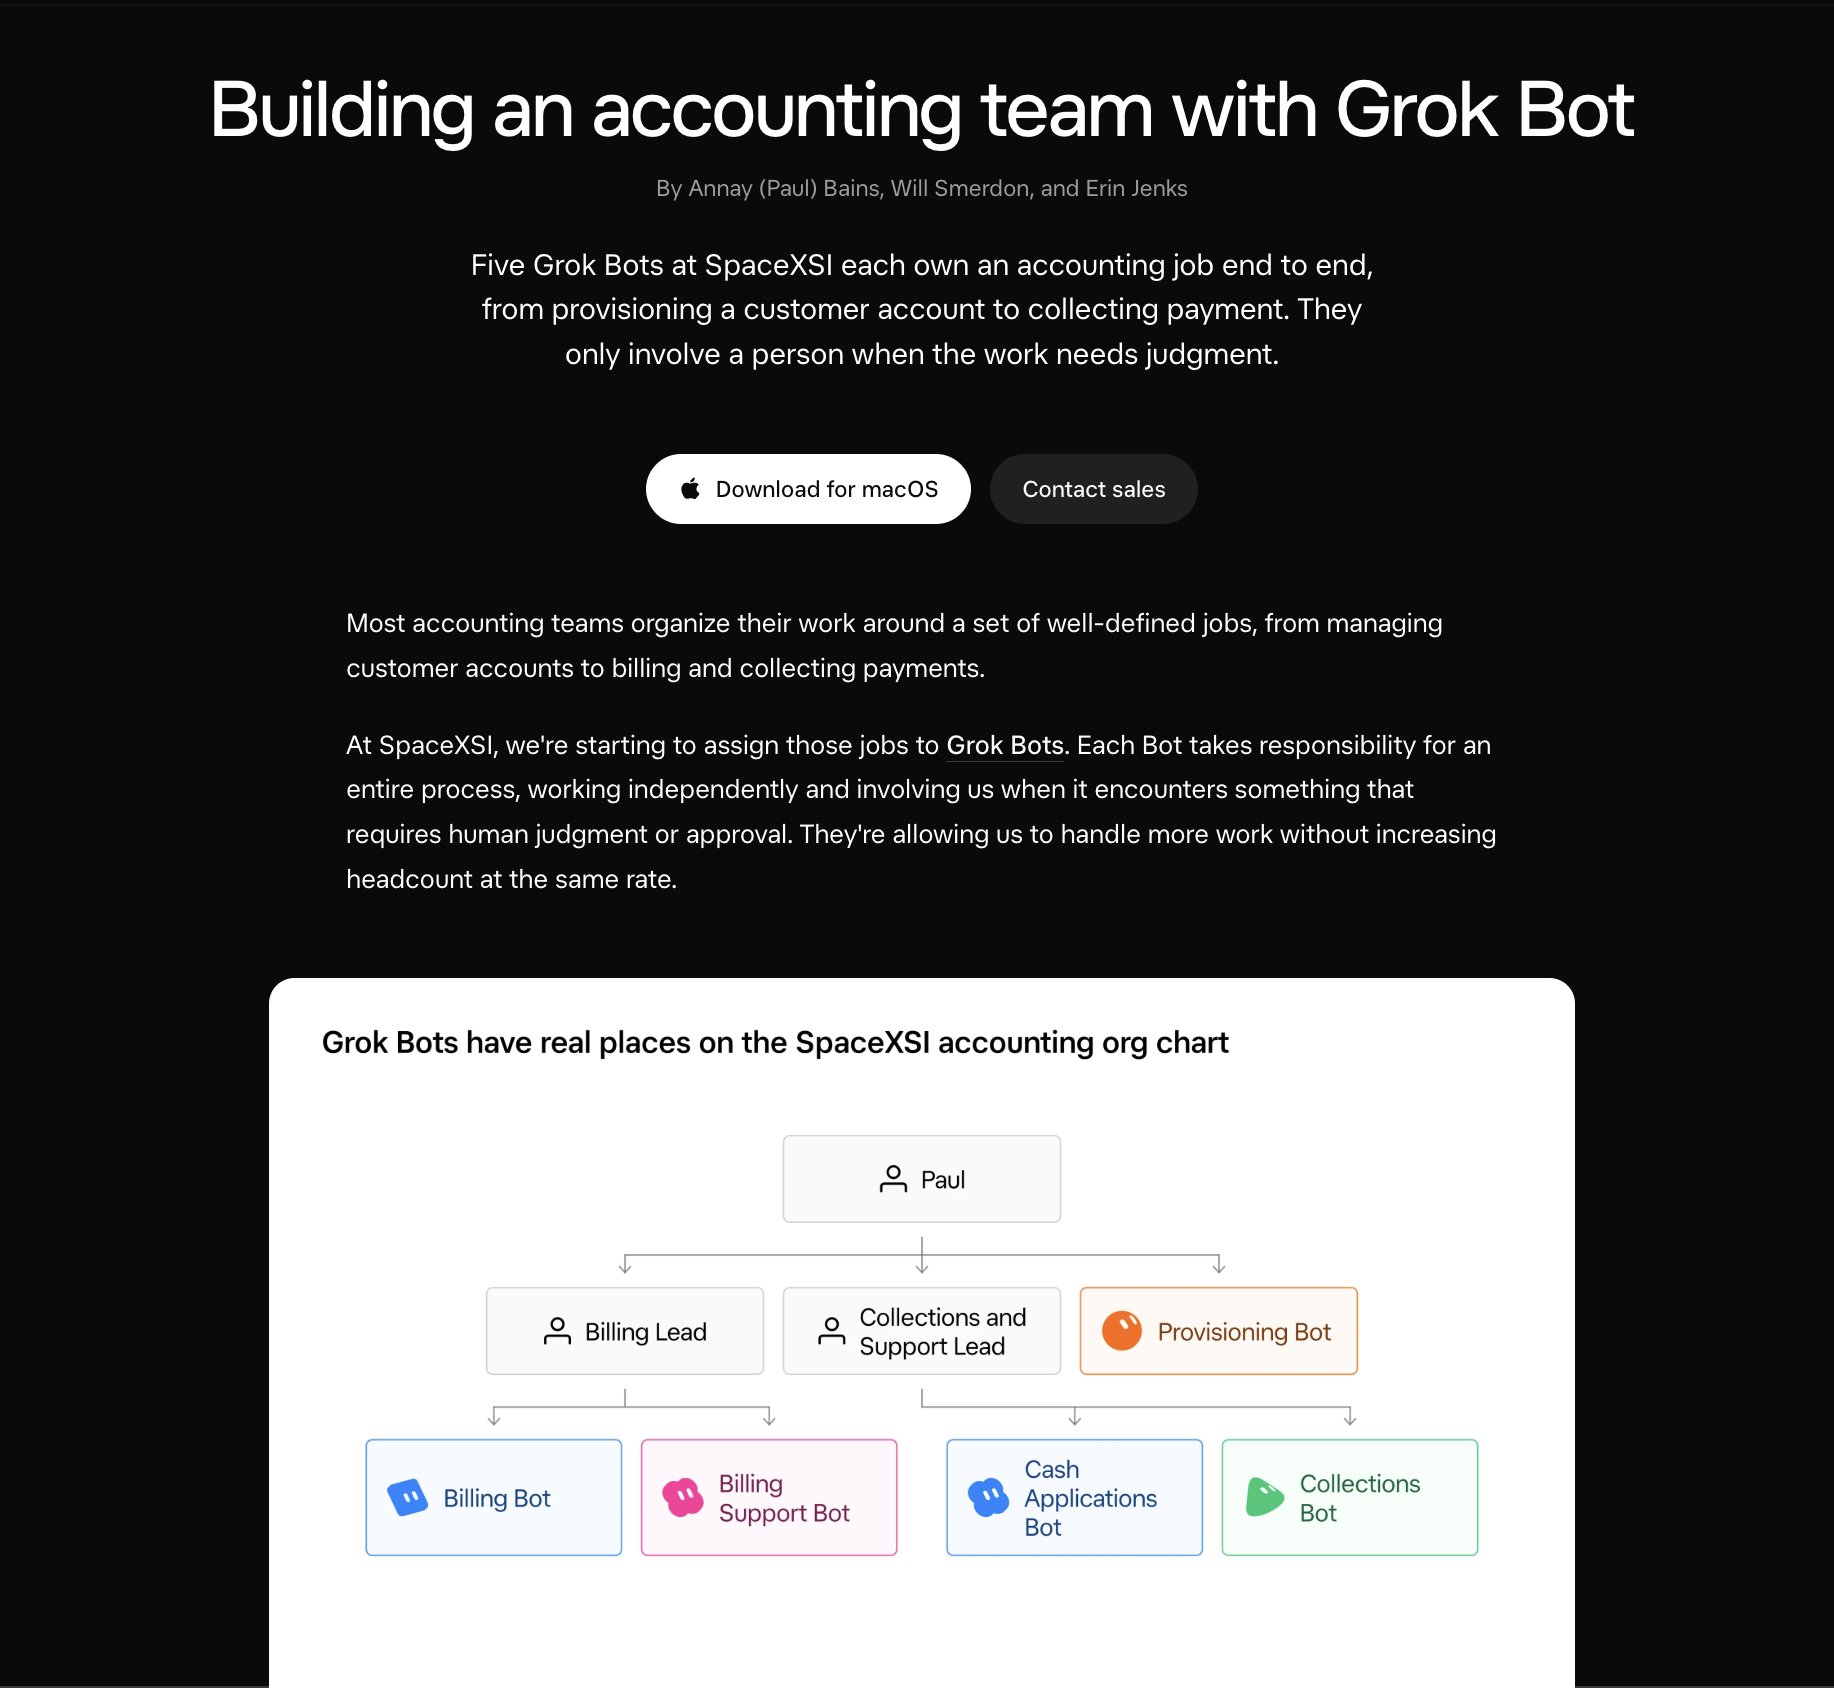 Building an accounting team with Grok Bot
By Annay (Paul) Bains, Will Smerdon, and Erin Jenks
Five Grok Bots at SpaceXSI each own an accounting job end to end,
from provisioning a customer account to collecting payment. They
only involve a person when the work needs judgment.
Download for macOS
Contact sales
Most accounting teams organize their work around a set of well-defined jobs, from managing
customer accounts to billing and collecting payments.
At SpaceXSI, we're starting to assign those jobs to Grok Bots. Each Bot takes responsibility for an
entire process, working independently and involving us when it encounters something that
requires human judgment or approval. They're allowing us to handle more work without increasing
headcount at the same rate.
Grok Bots have real places on the SpaceXSI accounting org chart
Paul
Billing Lead
Collections and
Support Lead
Provisioning Bot
Billing Bot
Billing
Support Bot
Cash
Applications
Bot
Collections
Bot